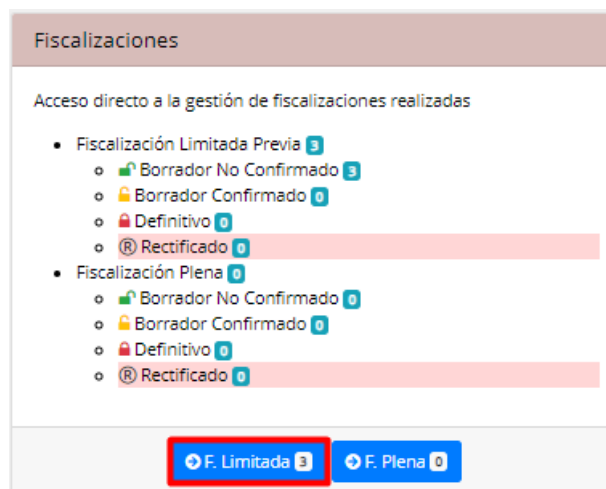 Fiscalizaciones
Acceso directo a la gestión de fiscalizaciones realizadas
Fiscalización Limitada Previa 3
Borrador No Confirmado 3
Borrador Confirmado 0
Definitivo 0
® Rectificado 0
Fiscalización Plena 0
Borrador No Confirmado 0
Borrador Confirmado 0
Definitivo 0
® Rectificado 0
F. Limitada 3 F. Plena 0